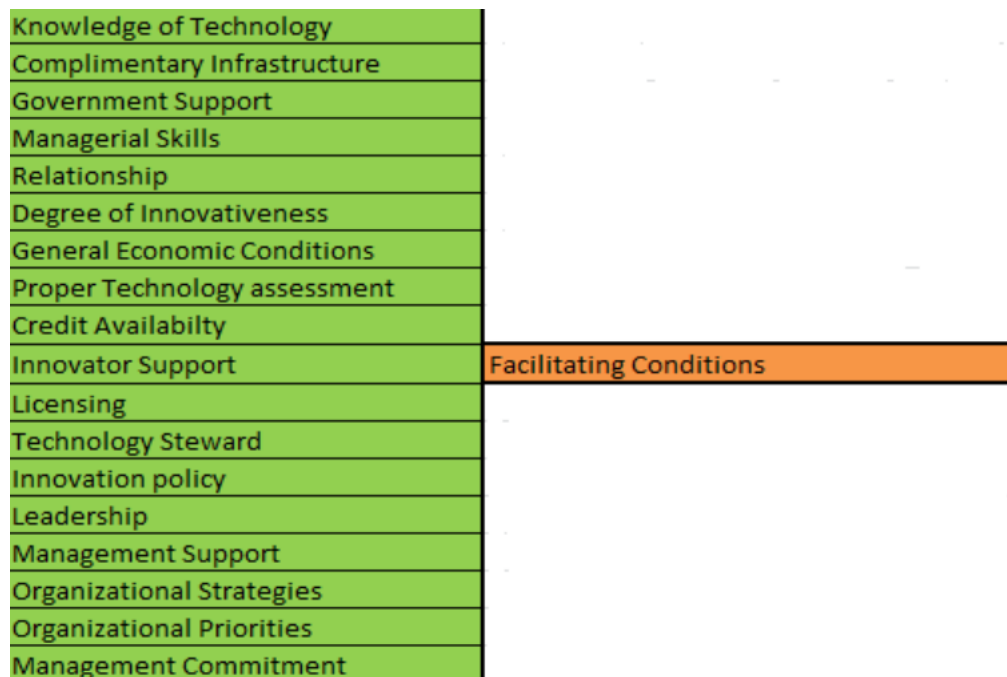 Knowledge of Technology
Complimentary Infrastructure
Government Support
Managerial Skills
Relationship
Degree of Innovativeness
General Economic Conditions
Proper Technology assessment
Credit Availabilty
Innovator Support
Facilitating Conditions
Licensing
Technology Steward
Innovation policy
Leadership
Management Support
Organizational Strategies
Organizational Priorities
Management Commitment